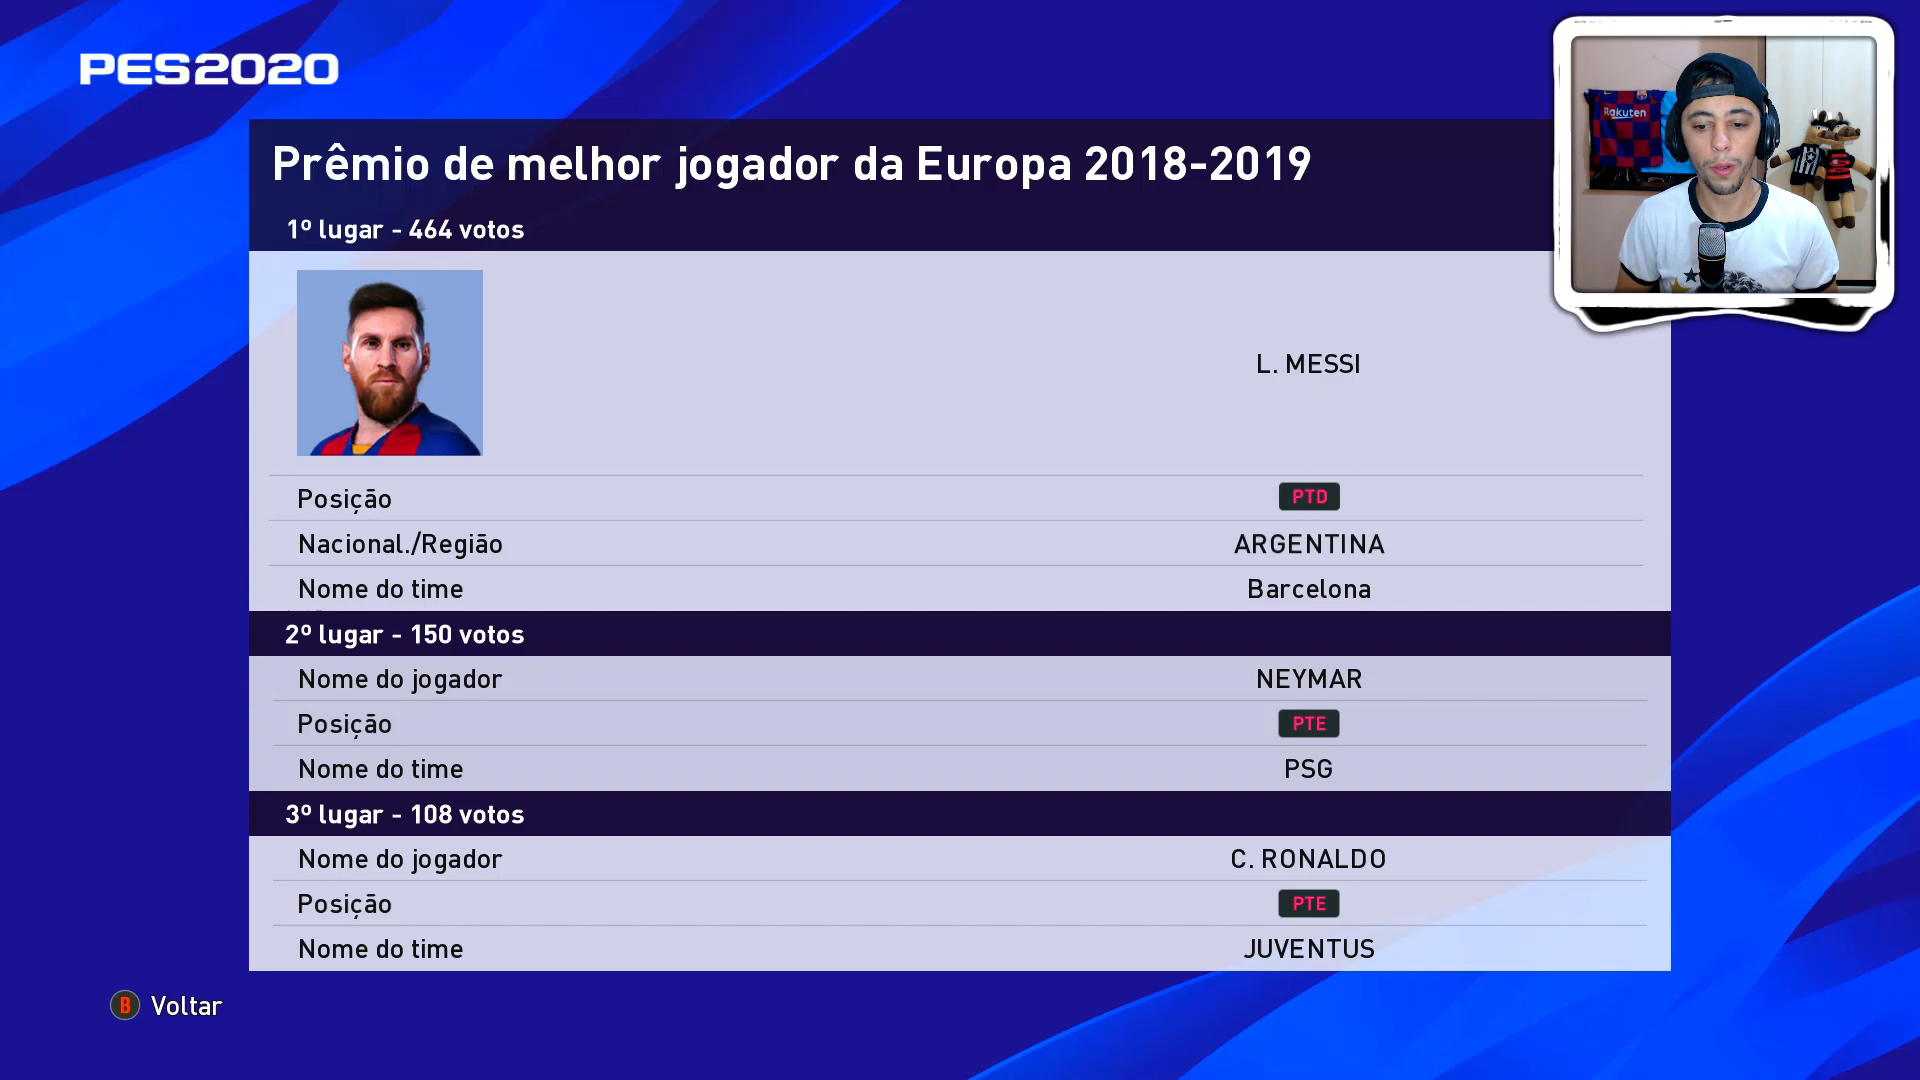 PES2020
Prêmio de melhor jogador da Europa 2018-2019
1º lugar - 464 votos
L. MESSI
Posição PTD
Nacional./Região ARGENTINA
Nome do time Barcelona
2º lugar - 150 votos
Nome do jogador NEYMAR
Posição PTE
Nome do time PSG
3º lugar - 108 votos
Nome do jogador C. RONALDO
Posição PTE
Nome do time JUVENTUS
B Voltar
Rakuten